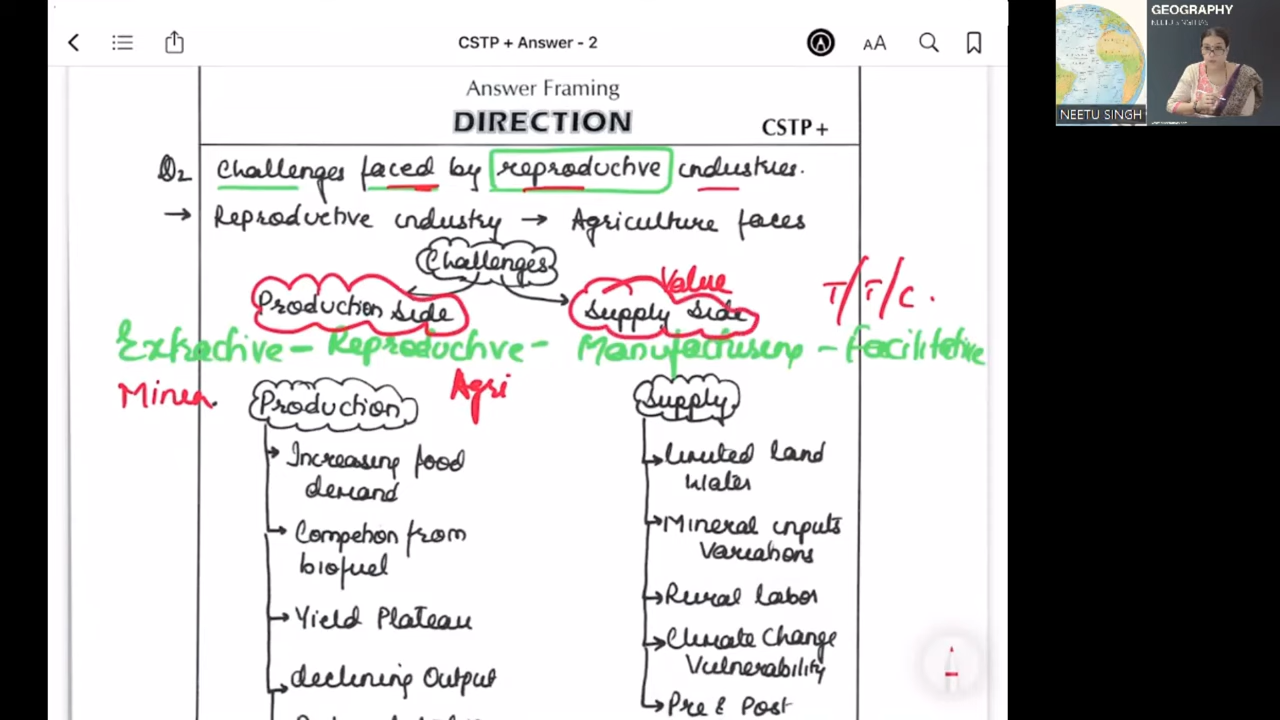 CSTP + Answer - 2
AA
GEOGRAPHY
NEETU SINGH
Answer Framing
DIRECTION
CSTP+
Q2 Challenges faced by reproductive industries.
→ Reproductive industry → Agriculture faces
Challenges
Production Side
Supply Side
Value
T/T/C.
Extractive - Reproductive - Manufacturing - Facilitative
Miner.
Agri
Production
Increasing food
demand
Competion from
biofuel
Yield Plateau
declining Output
Supply
limited land
water
Mineral inputs
Variations
Rural labor
Climate Change
Vulnerability
Pre & Post